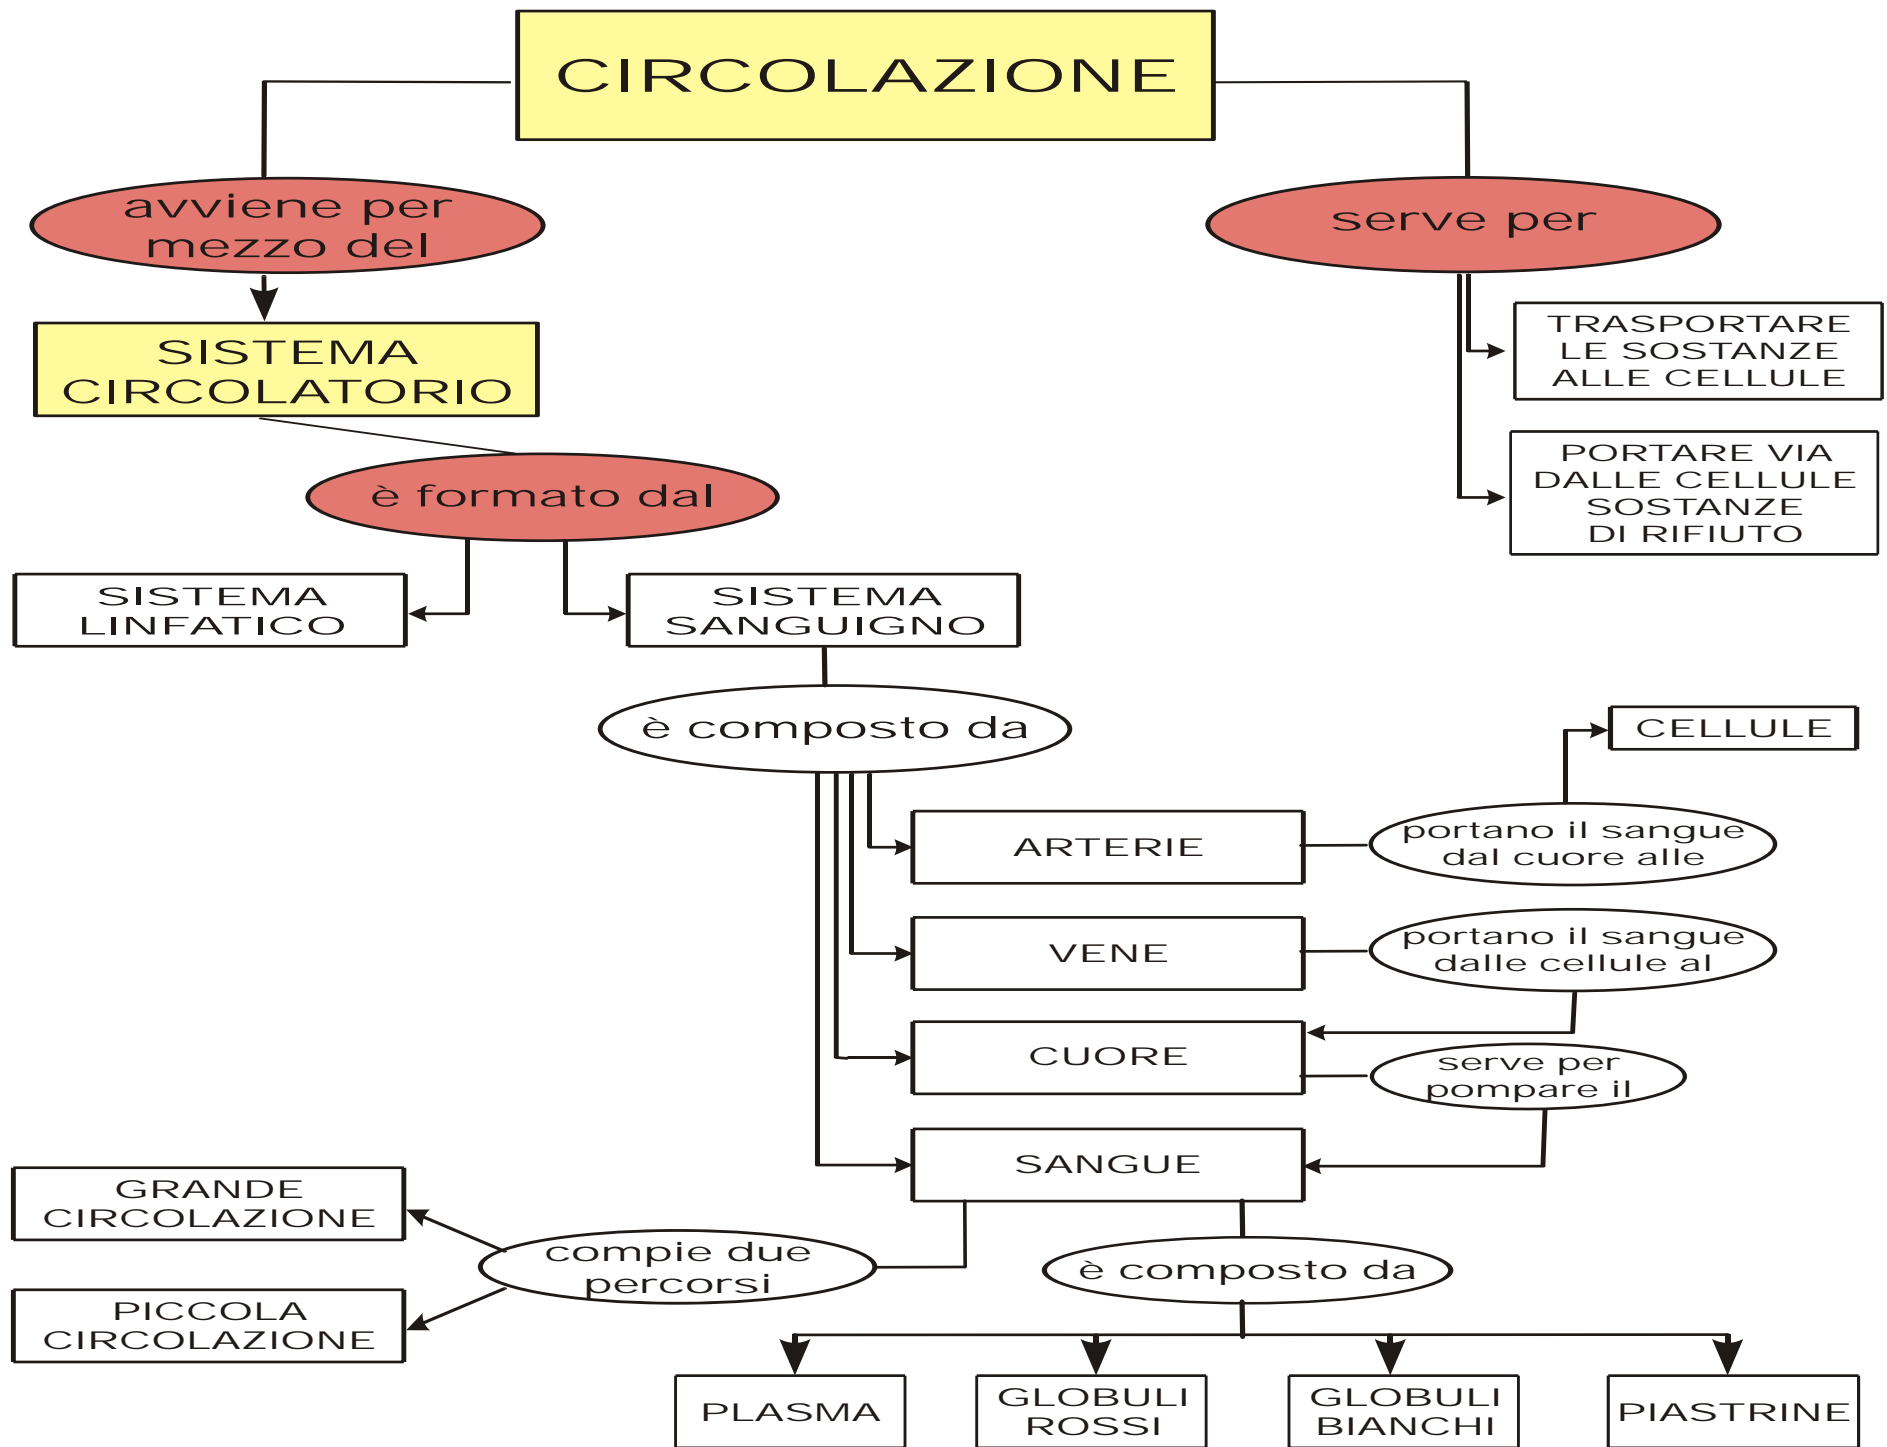 CIRCOLAZIONE
avviene per
mezzo del
serve per
SISTEMA
CIRCOLATORIO
TRASPORTARE
LE SOSTANZE
ALLE CELLULE
PORTARE VIA
DALLE CELLULE
SOSTANZE
DI RIFIUTO
è formato dal
SISTEMA
LINFATICO
SISTEMA
SANGUIGNO
è composto da
CELLULE
ARTERIE
portano il sangue
dal cuore alle
VENE
portano il sangue
dalle cellule al
CUORE
serve per
pompare il
SANGUE
GRANDE
CIRCOLAZIONE
compie due
percorsi
è composto da
PICCOLA
CIRCOLAZIONE
PLASMA
GLOBULI
ROSSI
GLOBULI
BIANCHI
PIASTRINE